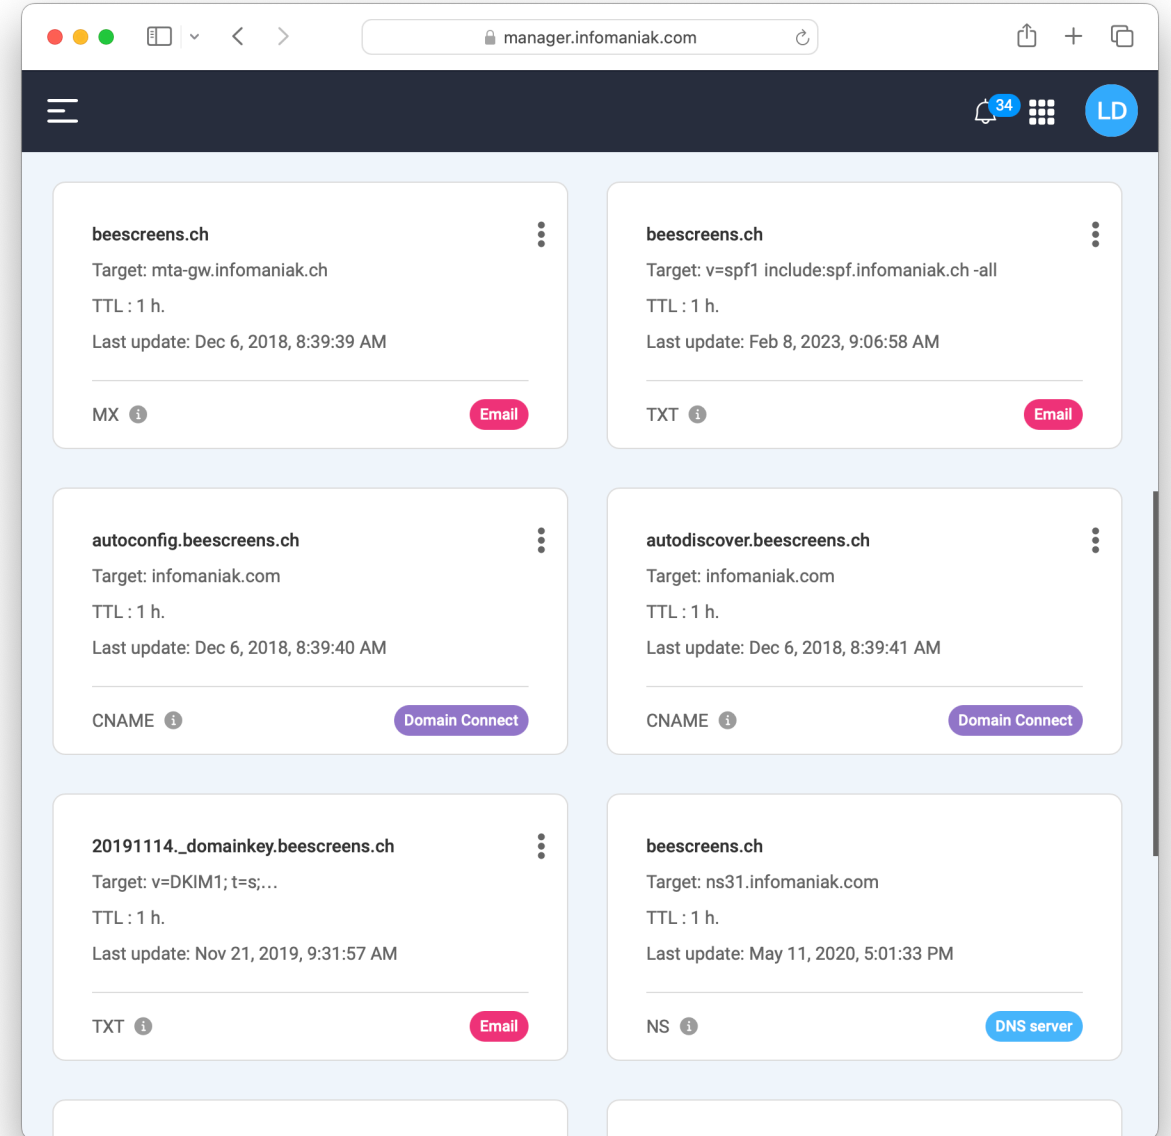 manager.infomaniak.com
34
LD
beescreens.ch
Target: mta-gw.infomaniak.ch
TTL : 1 h.
Last update: Dec 6, 2018, 8:39:39 AM
MX
Email
beescreens.ch
Target: v=spf1 include:spf.infomaniak.ch -all
TTL : 1 h.
Last update: Feb 8, 2023, 9:06:58 AM
TXT
Email
autoconfig.beescreens.ch
Target: infomaniak.com
TTL : 1 h.
Last update: Dec 6, 2018, 8:39:40 AM
CNAME
Domain Connect
autodiscover.beescreens.ch
Target: infomaniak.com
TTL : 1 h.
Last update: Dec 6, 2018, 8:39:41 AM
CNAME
Domain Connect
20191114._domainkey.beescreens.ch
Target: v=DKIM1; t=s;…
TTL : 1 h.
Last update: Nov 21, 2019, 9:31:57 AM
TXT
Email
beescreens.ch
Target: ns31.infomaniak.com
TTL : 1 h.
Last update: May 11, 2020, 5:01:33 PM
NS
DNS server